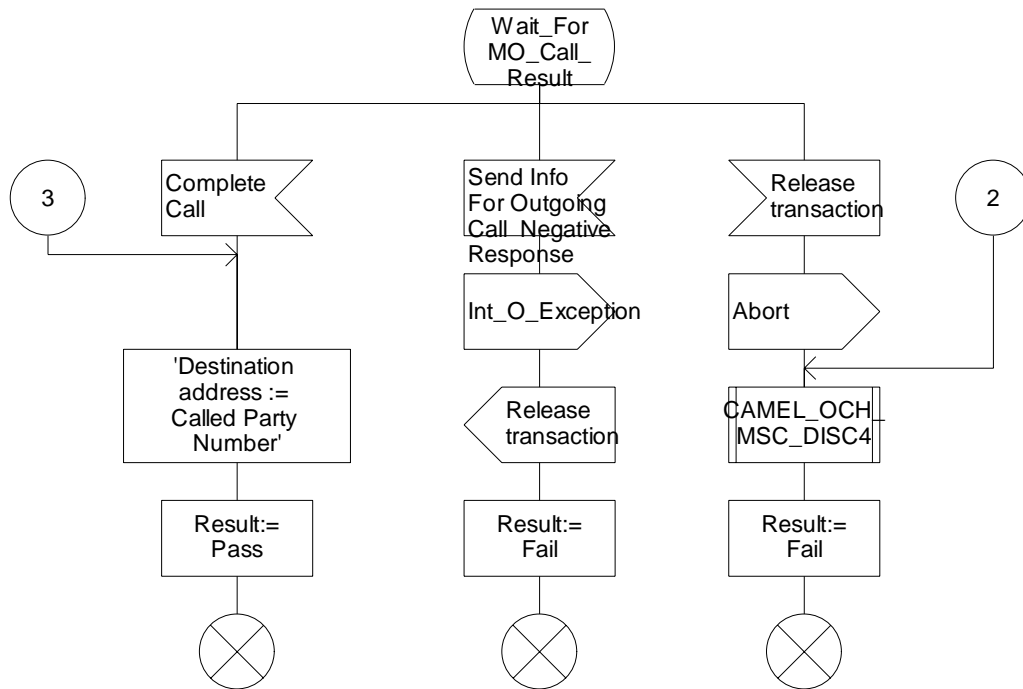 Wait_For
MO_Call_
Result
3
Complete
Call
Send Info
For Outgoing
Call Negative
Response
Release
transaction
2
Int_O_Exception
Abort
'Destination
address :=
Called Party
Number'
Release
transaction
CAMEL_OCH_
MSC_DISC4
Result:=
Pass
Result:=
Fail
Result:=
Fail